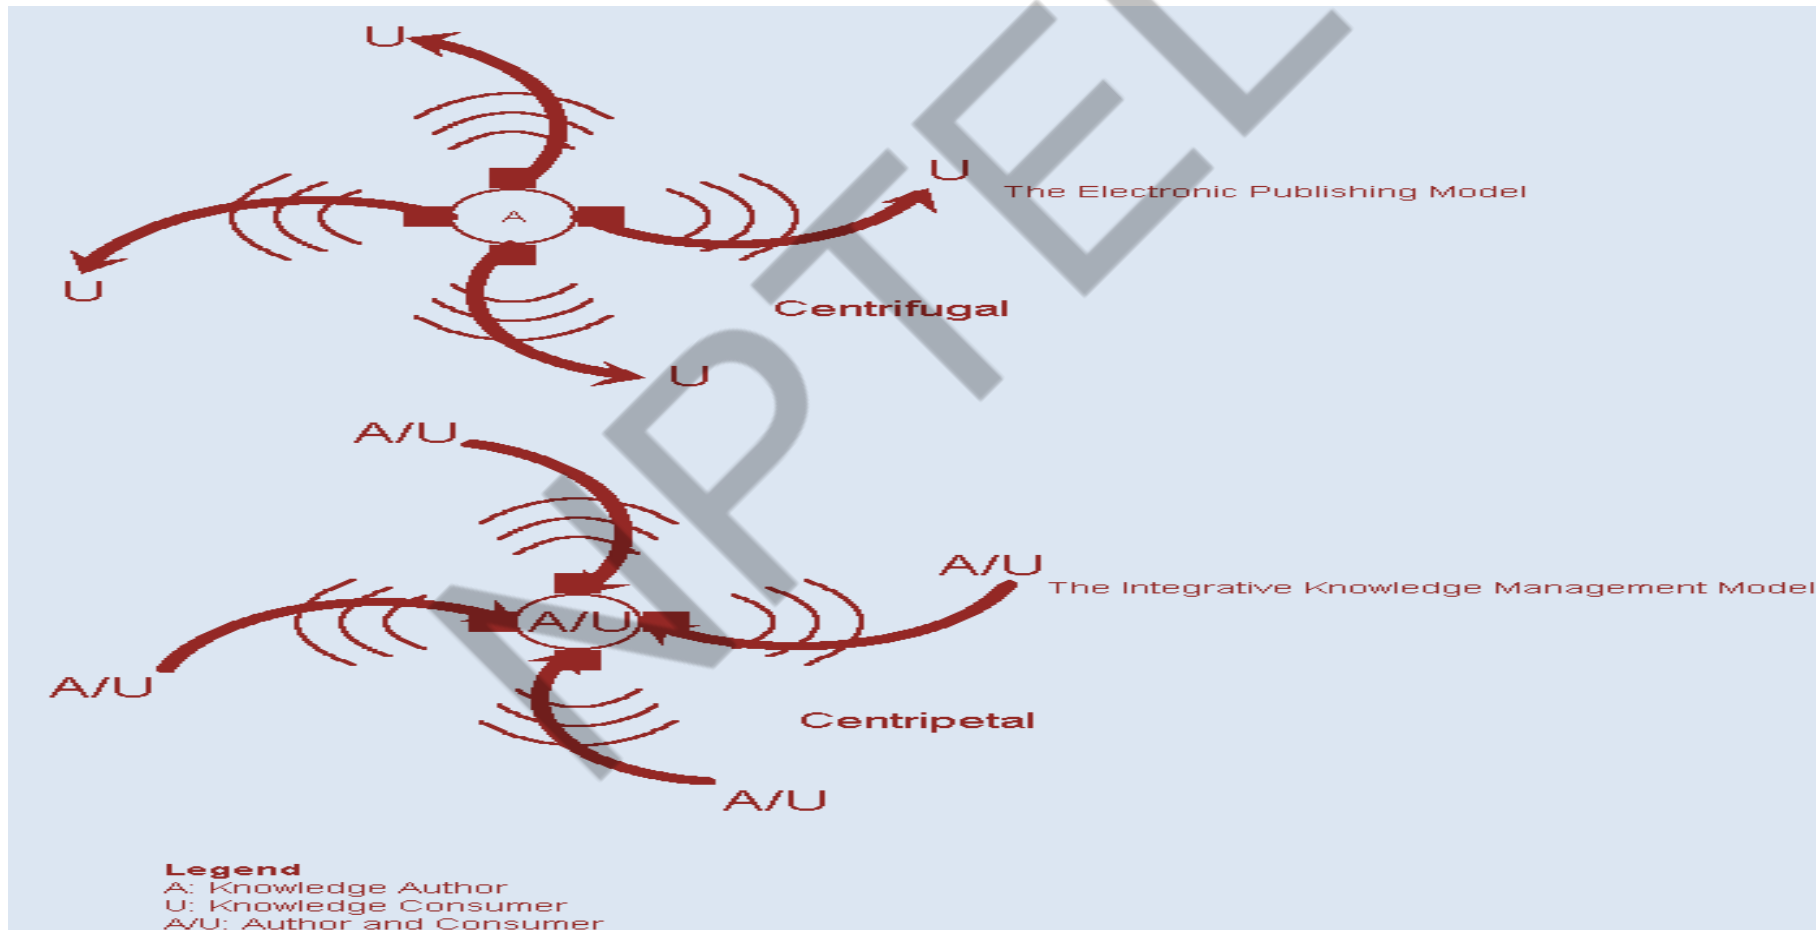 U
U
The Electronic Publishing Model
A
U
Centrifugal
U
A/U
A/U
The Integrative Knowledge Management Model
A/U
A/U
Centripetal
A/U
Legend
A: Knowledge Author
U: Knowledge Consumer
A/U: Author and Consumer
NPTEL